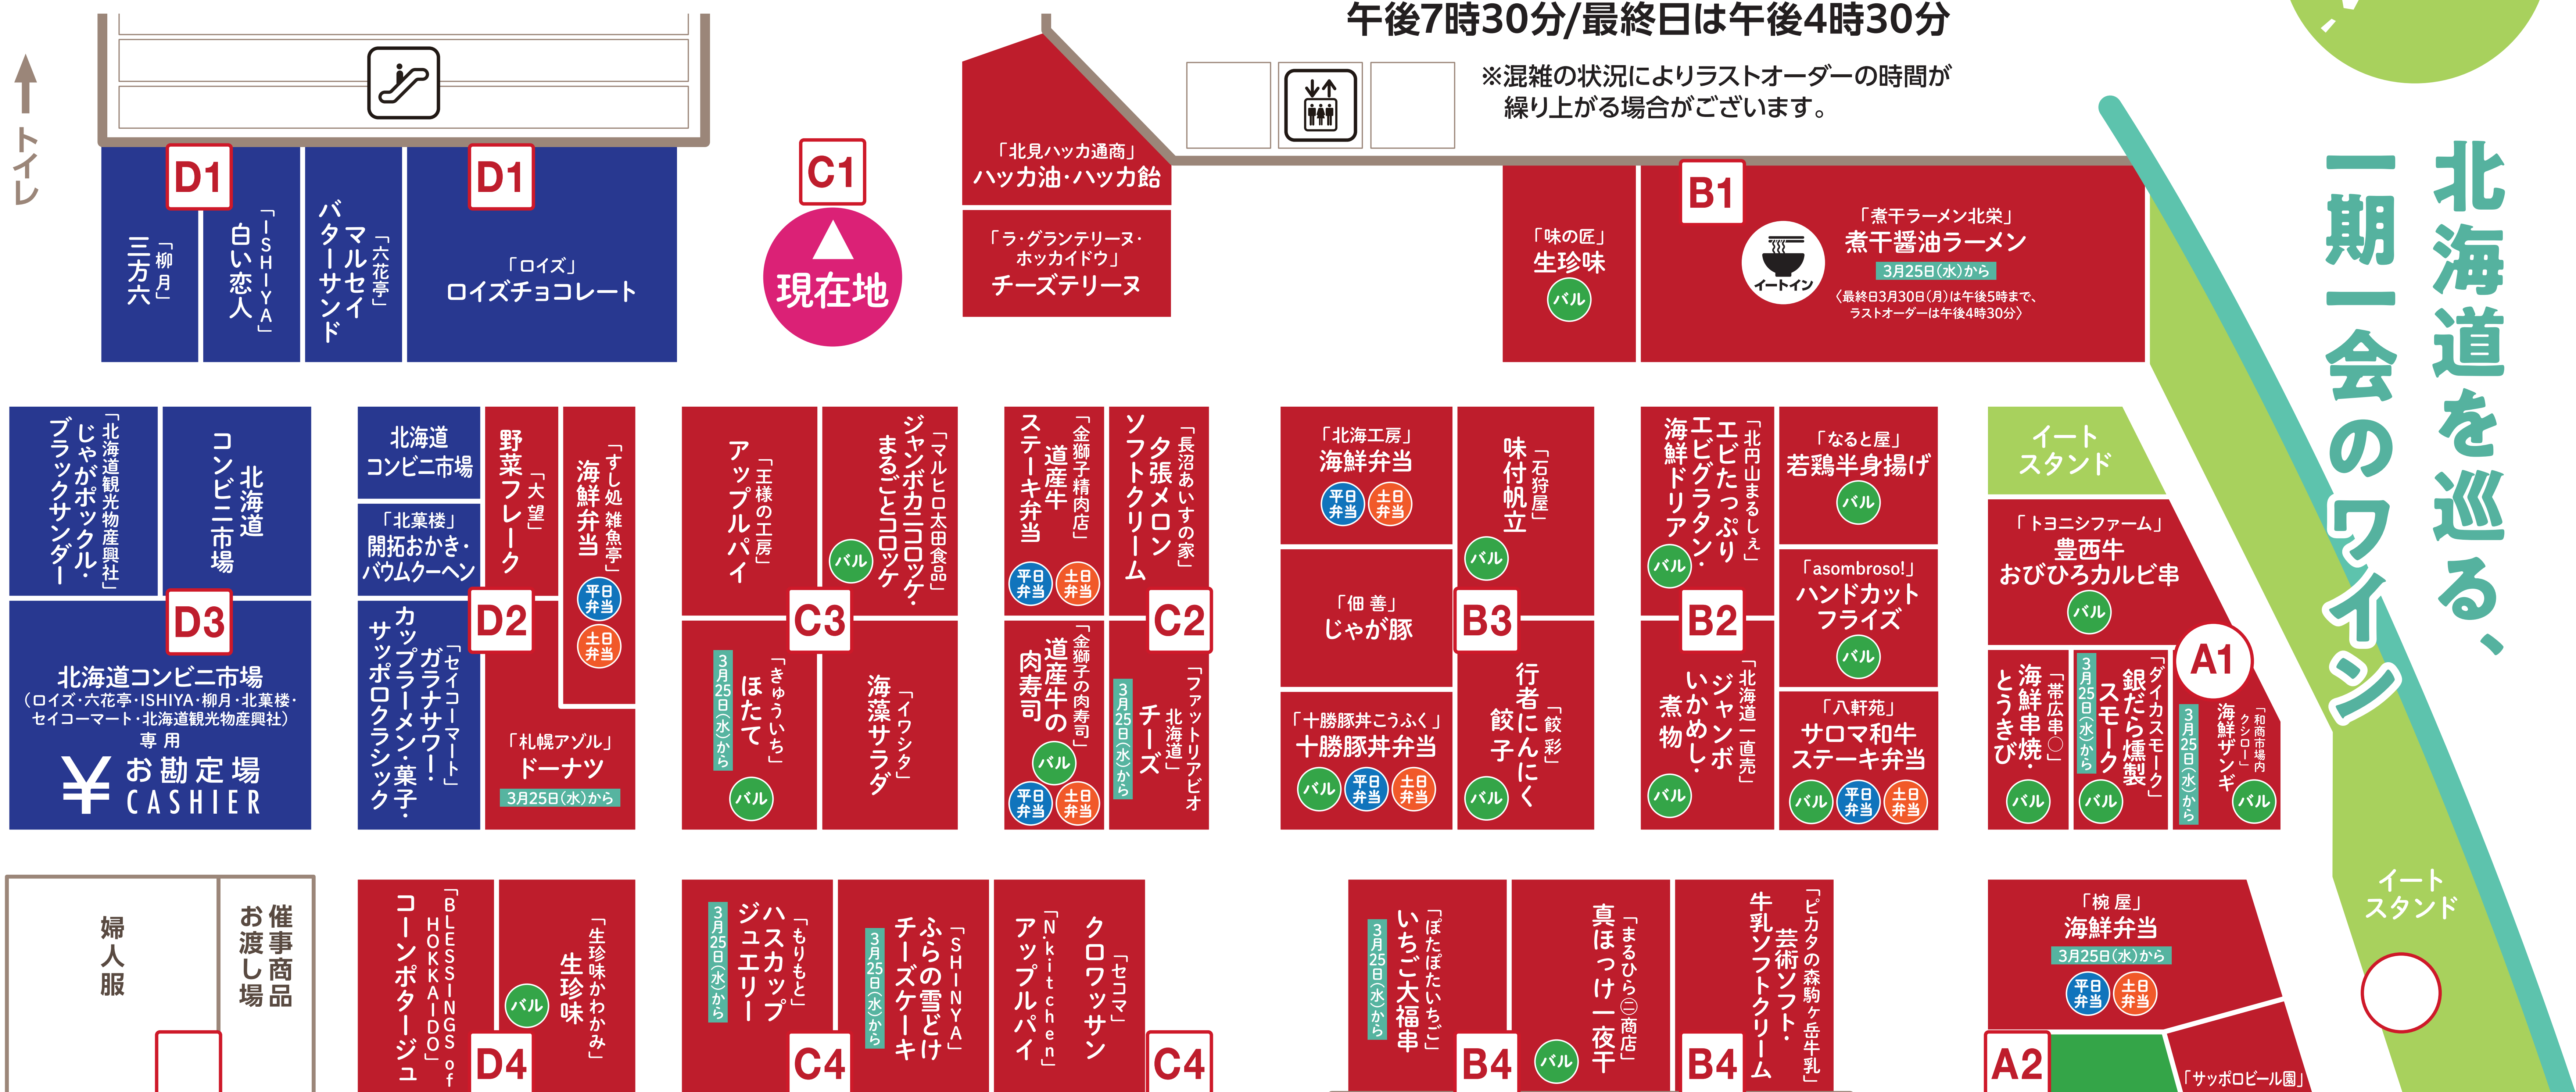 午後7時30分/最終日は午後4時30分
※混雑の状況によりラストオーダーの時間が
繰り上がる場合がございます。
トイレ
北海道を巡る、
一期一会のワイン
D1
「柳月」
三方六
「ISHIYA」
白い恋人
「六花亭」
マルセイ
バターサンド
D1
「ロイズ」
ロイズチョコレート
C1
現在地
「北見ハッカ通商」
ハッカ油・ハッカ飴
「ラ・グランテリーヌ・
ホッカイドウ」
チーズテリーヌ
「味の匠」
生珍味
バル
B1
イートイン
「煮干ラーメン北栄」
煮干醤油ラーメン
3月25日(水)から
〈最終日3月30日(月)は午後5時まで、
ラストオーダーは午後4時30分〉
「北海道観光物産興社」
じゃがポックル・
ブラックサンダー
北海道
コンビニ市場
D3
北海道コンビニ市場
(ロイズ・六花亭・ISHIYA・柳月・北菓楼・
セイコーマート・北海道観光物産興社)
専用
¥ お勘定場
CASHIER
北海道
コンビニ市場
「北菓楼」
開拓おかき・
バウムクーヘン
「大望」
野菜フレーク
「すし処 雑魚亭」
海鮮弁当
平日
弁当
土日
弁当
D2
「セイコーマート」
ガラナサワー・
カップラーメン・菓子・
サッポロクラシック
「札幌アゾル」
ドーナツ
3月25日(水)から
「王様の工房」
アップルパイ
「マルヒロ太田食品」
ジャンボカニコロッケ・
まるごとコロッケ
バル
C3
「きゅういち」
ほたて
3月25日(水)から
バル
「イワシタ」
海藻サラダ
「金獅子精肉店」
道産牛
ステーキ弁当
平日
弁当
土日
弁当
「長沼あいすの家」
夕張メロン
ソフトクリーム
C2
「金獅子の肉寿司」
道産牛の
肉寿司
バル
平日
弁当
土日
弁当
「ファットリアビオ
北海道」
チーズ
3月25日(水)から
「北海工房」
海鮮弁当
平日
弁当
土日
弁当
「石狩屋」
味付帆立
バル
「佃善」
じゃが豚
B3
「十勝豚丼こうふく」
十勝豚丼弁当
バル
平日
弁当
土日
弁当
「餃彩」
行者にんにく
餃子
バル
「北円山まるしぇ」
エビたっぷり
エビグラタン・
海鮮ドリア
バル
「なると屋」
若鶏半身揚げ
バル
「asombroso!」
ハンドカット
フライズ
バル
B2
「北海道一直売」
ジャンボ
いかめし・
煮物
バル
「八軒苑」
サロマ和牛
ステーキ弁当
バル
平日
弁当
土日
弁当
イート
スタンド
「トヨニシファーム」
豊西牛
おびひろカルビ串
バル
A1
「帯広串〇」
海鮮串焼・
とうきび
バル
「ダイカスモーク」
銀だら燻製
スモーク
3月25日(水)から
バル
「和商市場内
クシロー」
海鮮ザンギ
3月25日(水)から
バル
婦人服
催事商品
お渡し場
「BLESSINGS of
HOKKAIDO」
コーンポタージュ
D4
「生珍味かわかみ」
生珍味
バル
「もりもと」
ハスカップ
ジュエリー
3月25日(水)から
C4
「SHINYA」
ふらの雪どけ
チーズケーキ
3月25日(水)から
「セコマ」
クロワッサン
「N.kitchen」
アップルパイ
C4
「ぽたぽたいちご」
いちご大福串
3月25日(水)から
B4
「まるひら㊁商店」
真ほっけ一夜干
バル
「ピカタの森駒ヶ岳牛乳」
芸術ソフト・
牛乳ソフトクリーム
B4
「椀屋」
海鮮弁当
3月25日(水)から
平日
弁当
土日
弁当
A2
「サッポロビール園」
イート
スタンド